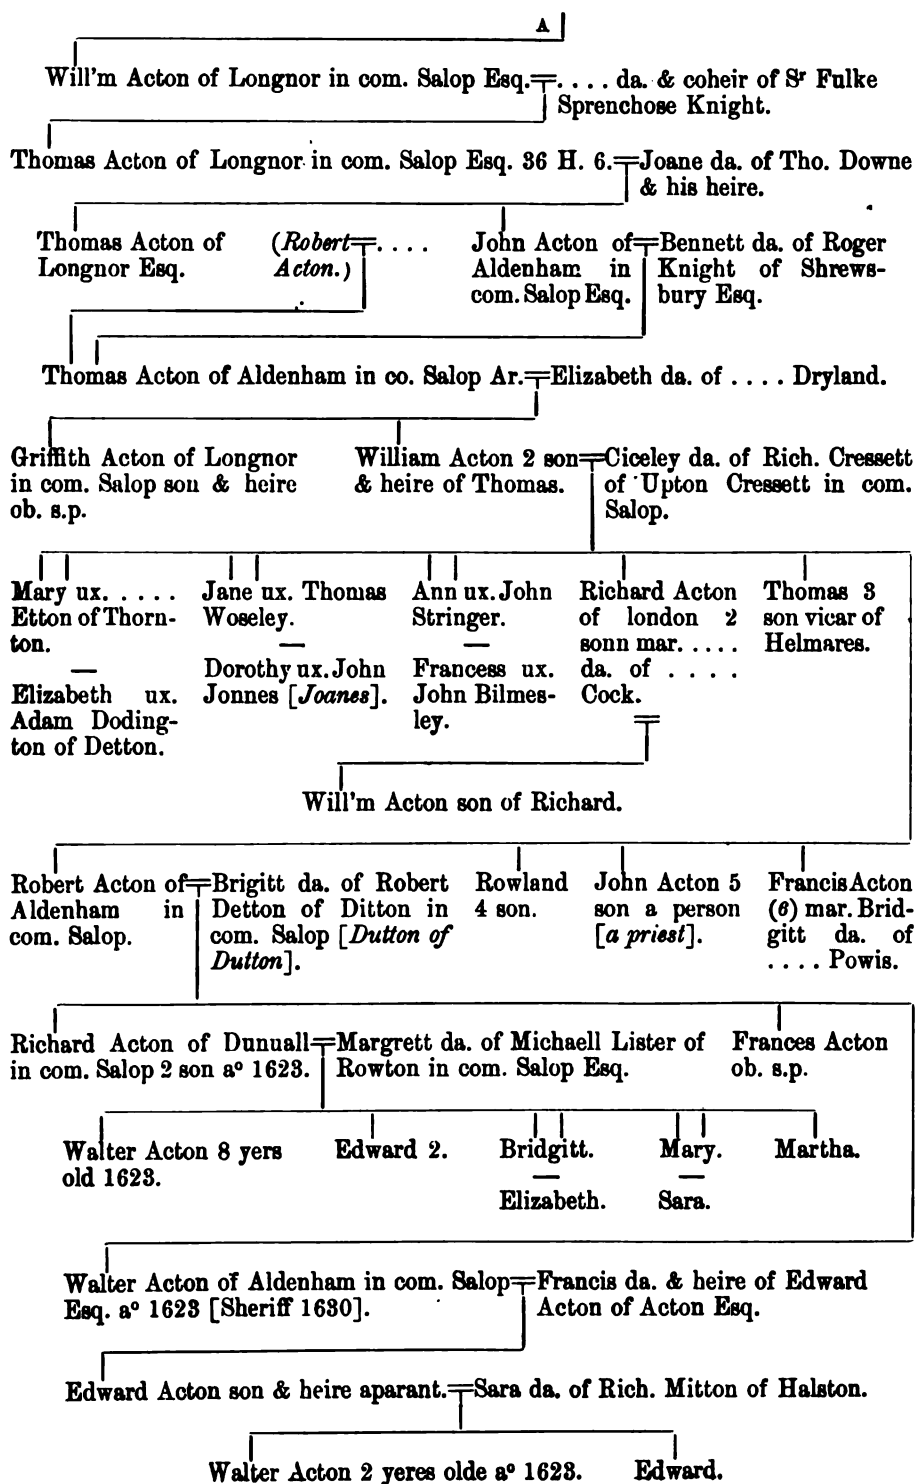 A
Will'm Acton of Longnor in com. Salop Esq.=. . . . da. & coheir of Sr Fulke
Sprenchose Knight.
Thomas Acton of Longnor in com. Salop Esq. 36 H. 6.=Joane da. of Tho. Downe
& his heire.
Thomas Acton of
Longnor Esq.
(Robert=. . . .
Acton.)
John Acton of=Bennett da. of Roger
Aldenham in
com. Salop Esq.
Knight of Shrews-
bury Esq.
Thomas Acton of Aldenham in co. Salop Ar.=Elizabeth da. of . . . . Dryland.
Griffith Acton of Longnor
in com. Salop son & heire
ob. s.p.
William Acton 2 son=Ciceley da. of Rich. Cressett
& heire of Thomas.
of Upton Cressett in com.
Salop.
Mary ux. . . . .
Etton of Thorn-
ton.
—
Elizabeth ux.
Adam Doding-
ton of Detton.
Jane ux. Thomas
Woseley.
—
Dorothy ux. John
Jonnes [Joanes].
Ann ux. John
Stringer.
—
Francess ux.
John Bilmes-
ley.
Richard Acton
of london 2
sonn mar. . . . .
da. of . . . .
Cock.
Thomas 3
son vicar of
Helmares.
Will'm Acton son of Richard.
Robert Acton of=Brigitt da. of Robert
Aldenham in
com. Salop.
Detton of Ditton in
com. Salop [Dutton of
Dutton].
Rowland
4 son.
John Acton 5
son a person
[a priest].
Francis Acton
(6) mar. Brid-
gitt da. of
. . . . Powis.
Richard Acton of Dunuall=Margrett da. of Michaell Lister of
in com. Salop 2 son ao 1623.
Rowton in com. Salop Esq.
Frances Acton
ob. s.p.
Walter Acton 8 yers
old 1623.
Edward 2.
Bridgitt.
—
Elizabeth.
Mary.
—
Sara.
Martha.
Walter Acton of Aldenham in com. Salop=Francis da. & heire of Edward
Esq. ao 1623 [Sheriff 1630].
Acton of Acton Esq.
Edward Acton son & heire aparant.=Sara da. of Rich. Mitton of Halston.
Walter Acton 2 yeres olde ao 1623.
Edward.